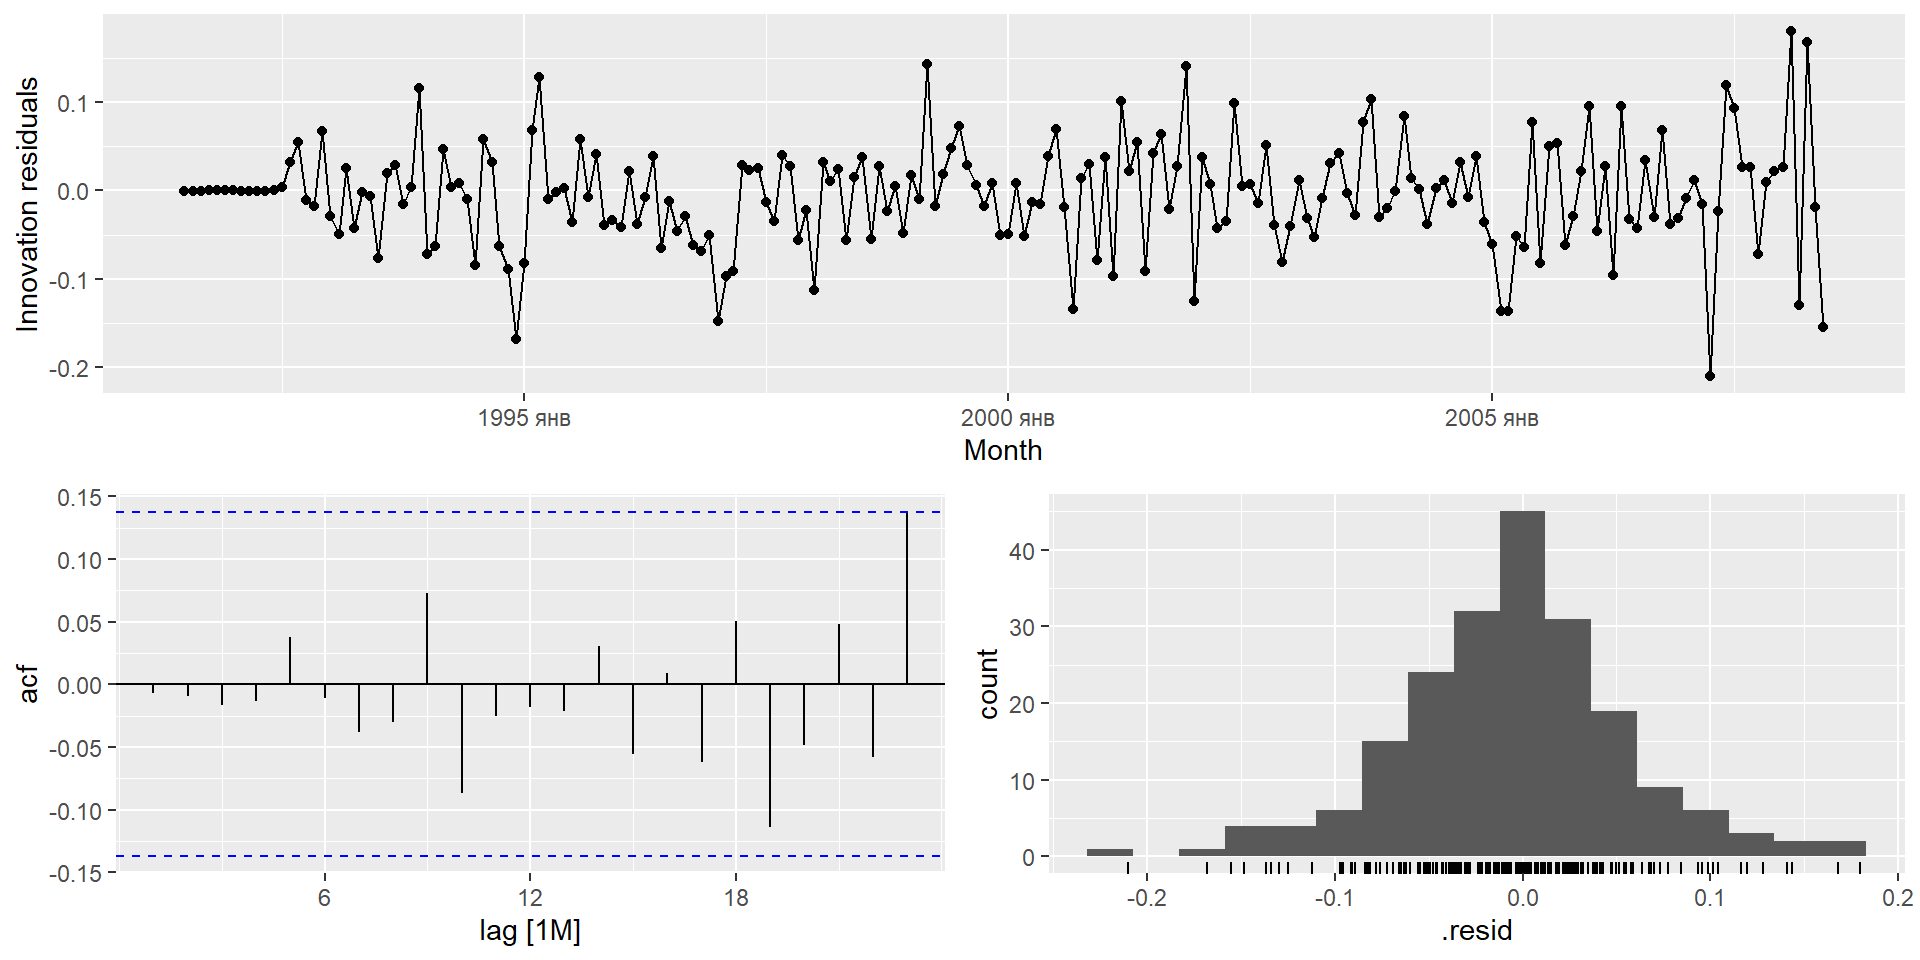 Innovation residuals
0.1
0.0
-0.1
-0.2
1995 янв
2000 янв
2005 янв
Month
acf
0.15
0.10
0.05
0.00
-0.05
-0.10
-0.15
6
12
18
lag [1M]
count
40
30
20
10
0
-0.2
-0.1
0.0
0.1
0.2
.resid